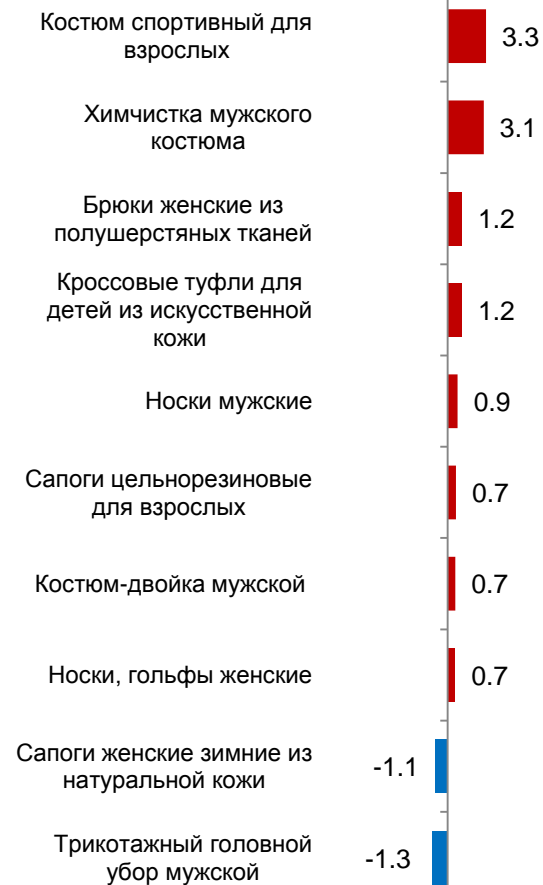 Костюм спортивный для
взрослых
3.3
Химчистка мужского
костюма
3.1
Брюки женские из
полушерстяных тканей
1.2
Кроссовые туфли для
детей из искусственной
кожи
1.2
Носки мужские
0.9
Сапоги цельнорезиновые
для взрослых
0.7
Костюм-двойка мужской
0.7
Носки, гольфы женские
0.7
Сапоги женские зимние из
натуральной кожи
-1.1
Трикотажный головной
убор мужской
-1.3